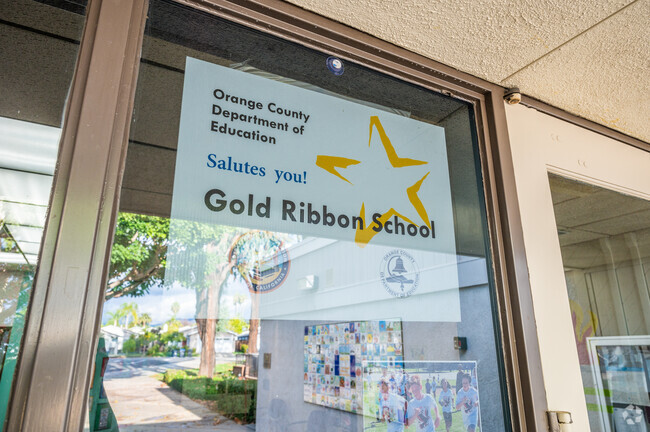 Orange County
Department of
Education
Salutes you!
Gold Ribbon School